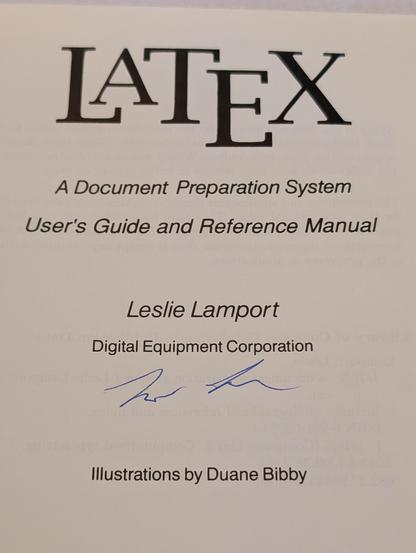 LATEX
A Document Preparation System
User's Guide and Reference Manual
Leslie Lamport
Digital Equipment Corporation
Illustrations by Duane Bibby